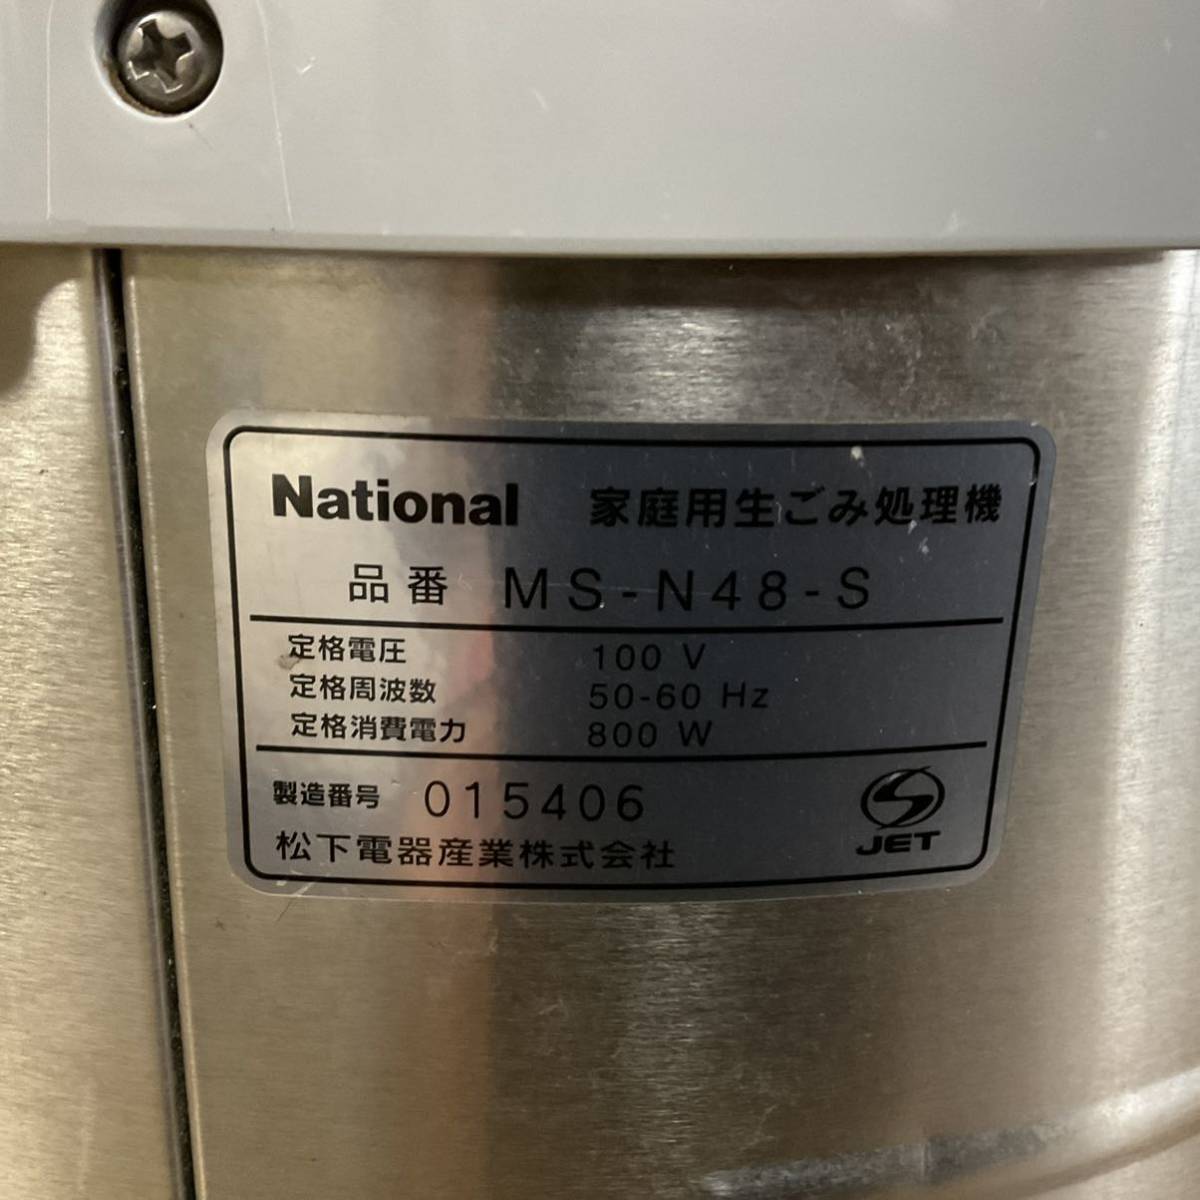 National 家庭用生ごみ処理機
品番 MS-N48-S
定格電圧 100 V
定格周波数 50-60 Hz
定格消費電力 800 W
製造番号 015406
松下電器産業株式会社
S JET